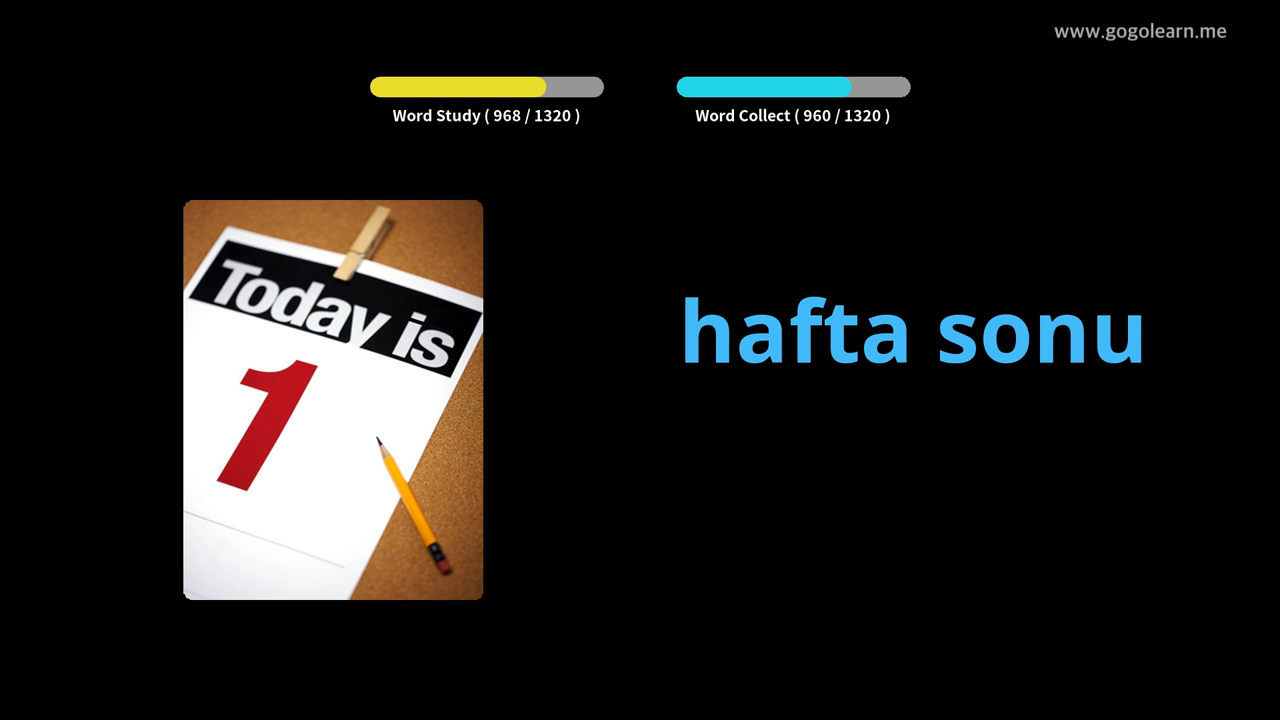 www.gogolearn.me
Word Study ( 968 / 1320 )
Word Collect ( 960 / 1320 )
Today is
1
hafta sonu